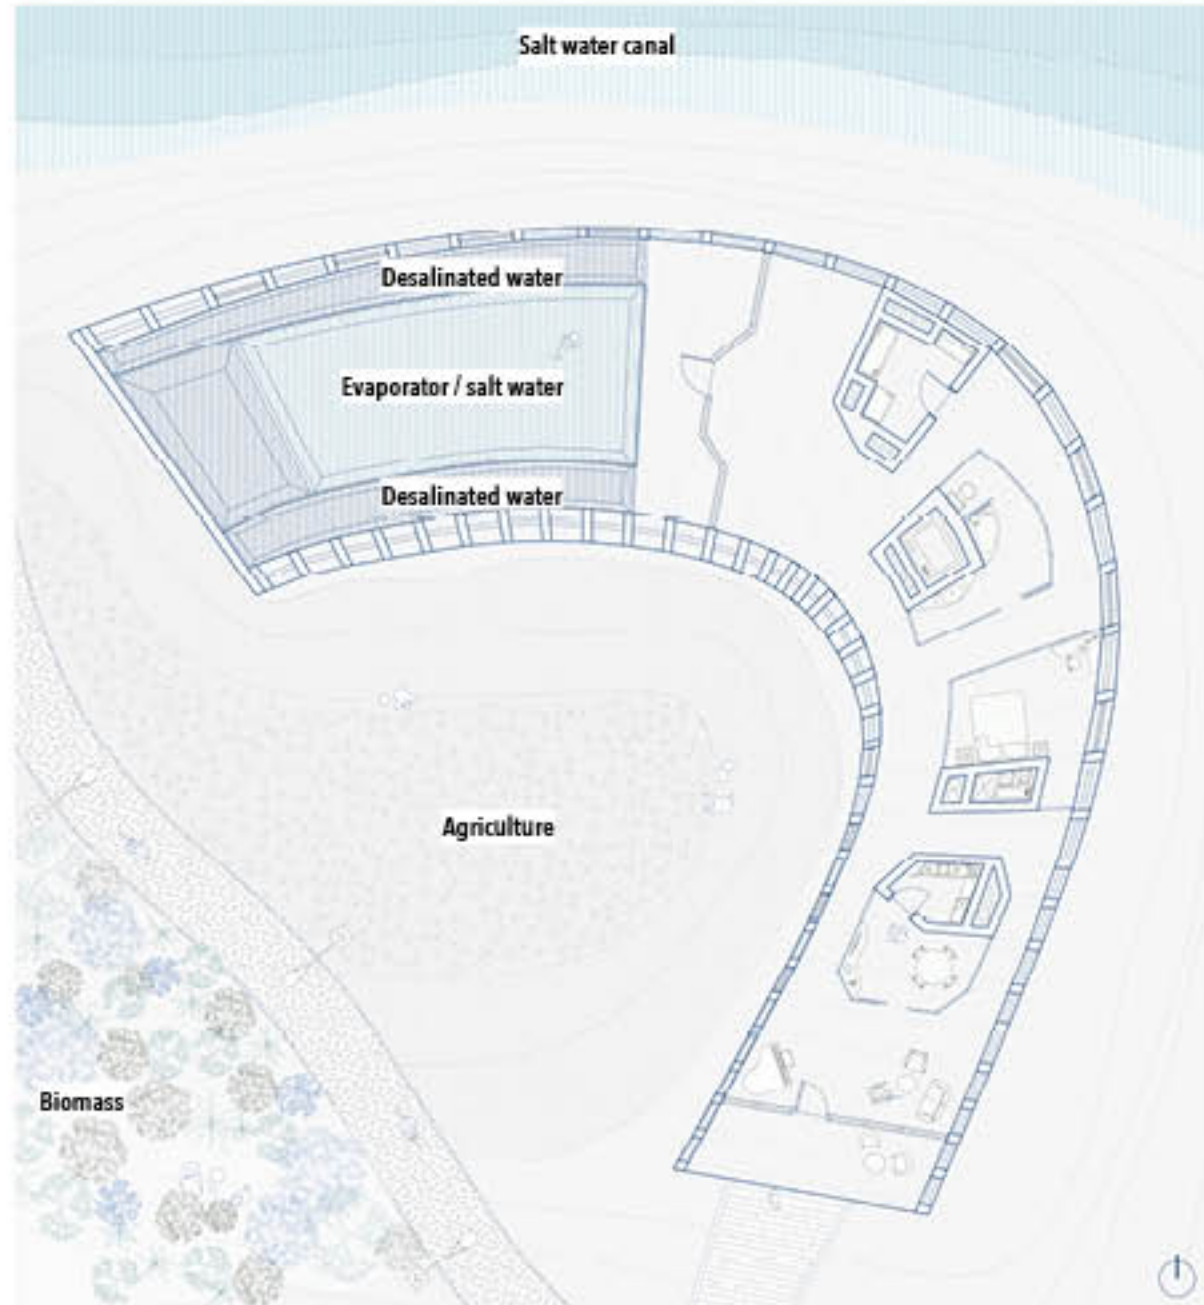 Salt water canal
Desalinated water
Evaporator / salt water
Desalinated water
Agriculture
Biomass